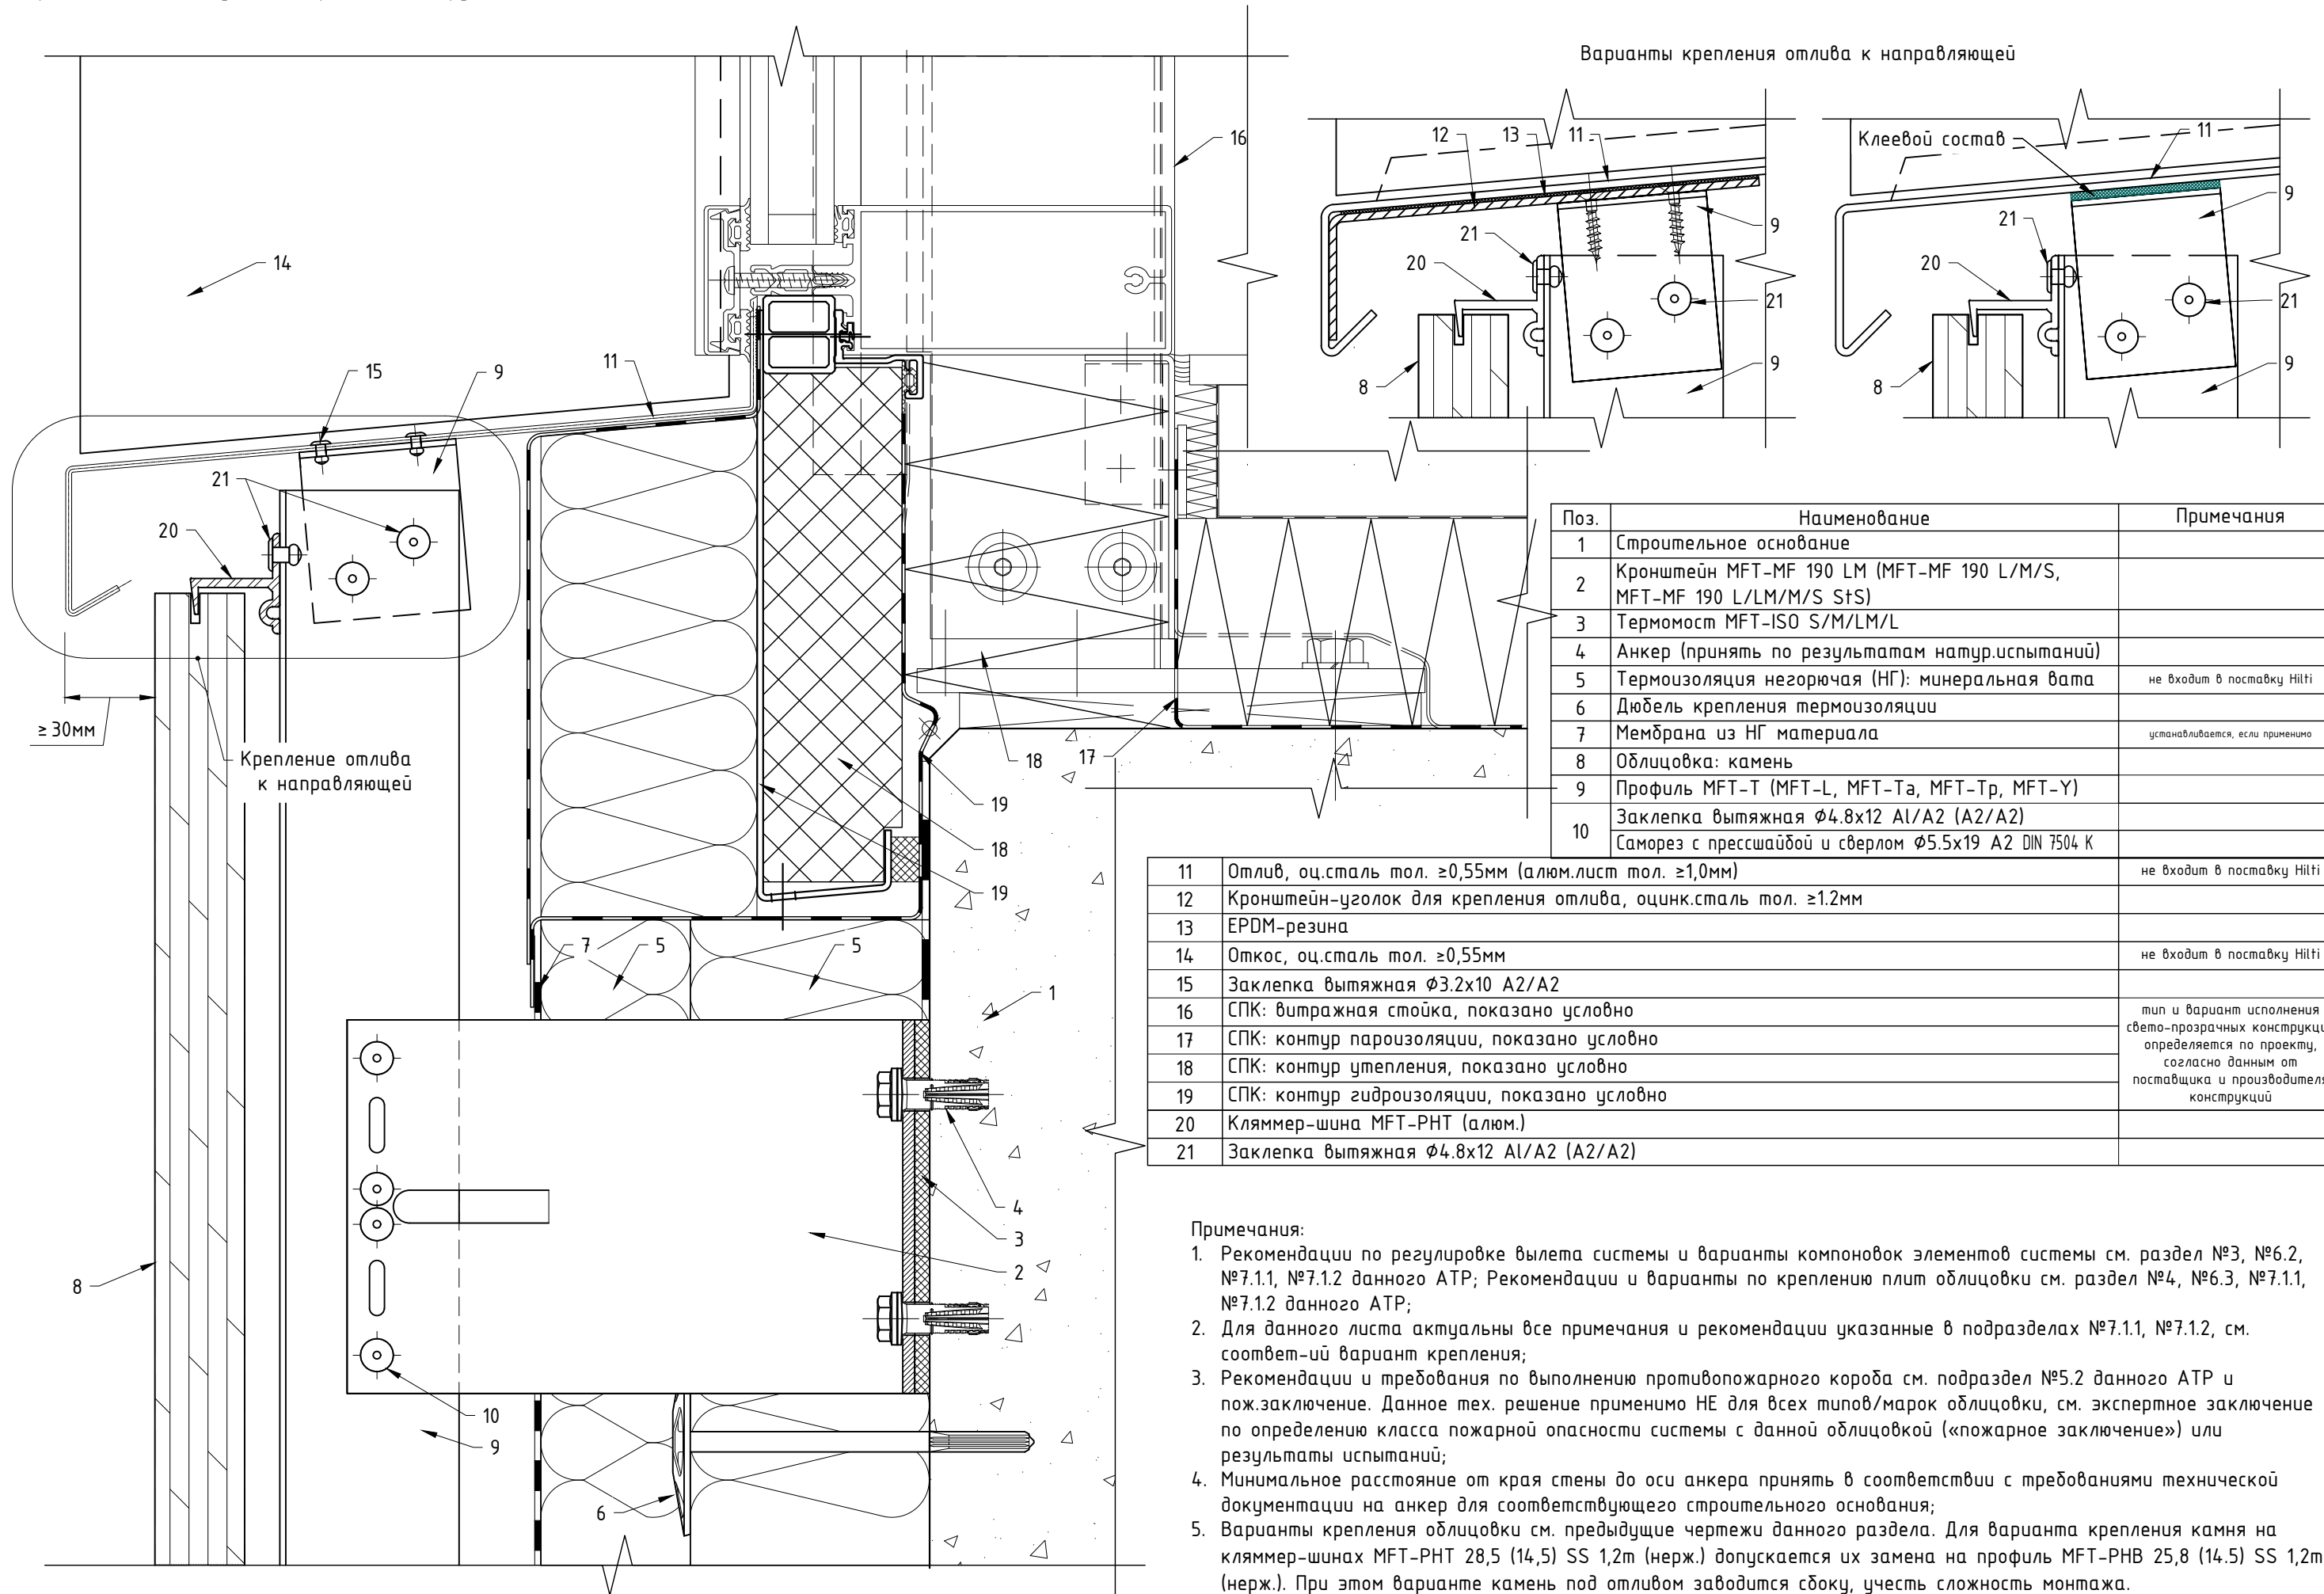 Варианты крепления отлива к направляющей
16
12
13
11
Клеевой состав
11
9
9
21
21
20
20
21
21
9
9
8
8
14
15
9
11
21
20
≥ 30мм
Крепление отлива
к направляющей
18
17
19
18
19
7
5
5
1
4
3
2
8
10
9
6
Поз. Наименование Примечания
1 Строительное основание
2 Кронштейн MFT-MF 190 LM (MFT-MF 190 L/M/S,
MFT-MF 190 L/LM/M/S StS)
3 Термомост MFT-ISO S/M/LM/L
4 Анкер (принять по результатам натур.испытаний)
5 Термоизоляция негорючая (НГ): минеральная вата не входит в поставку Hilti
6 Дюбель крепления термоизоляции
7 Мембрана из НГ материала устанавливается, если применимо
8 Облицовка: камень
9 Профиль MFT-T (MFT-L, MFT-Ta, MFT-Tp, MFT-Y)
10 Заклепка вытяжная Ø4.8x12 Al/A2 (A2/A2)
Саморез с прессшайбой и сверлом Ø5.5x19 A2 DIN 7504 K
11 Отлив, оц.сталь тол. ≥0,55мм (алюм.лист тол. ≥1,0мм) не входит в поставку Hilti
12 Кронштейн-уголок для крепления отлива, оцинк.сталь тол. ≥1.2мм
13 EPDM-резина
14 Откос, оц.сталь тол. ≥0,55мм не входит в поставку Hilti
15 Заклепка вытяжная Ø3.2x10 A2/A2
16 СПК: витражная стойка, показано условно
17 СПК: контур пароизоляции, показано условно
18 СПК: контур утепления, показано условно
19 СПК: контур гидроизоляции, показано условно
тип и вариант исполнения
свето-прозрачных конструкци
определяется по проекту,
согласно данным от
поставщика и производителя
конструкций
20 Кляммер-шина MFT-PHT (алюм.)
21 Заклепка вытяжная Ø4.8x12 Al/A2 (A2/A2)
Примечания:
1. Рекомендации по регулировке вылета системы и варианты компоновок элементов системы см. раздел №3, №6.2,
№7.1.1, №7.1.2 данного АТР; Рекомендации и варианты по креплению плит облицовки см. раздел №4, №6.3, №7.1.1,
№7.1.2 данного АТР;
2. Для данного листа актуальны все примечания и рекомендации указанные в подразделах №7.1.1, №7.1.2, см.
соответ-ий вариант крепления;
3. Рекомендации и требования по выполнению противопожарного короба см. подраздел №5.2 данного АТР и
пож.заключение. Данное тех. решение применимо НЕ для всех типов/марок облицовки, см. экспертное заключение
по определению класса пожарной опасности системы с данной облицовкой («пожарное заключение») или
результаты испытаний;
4. Минимальное расстояние от края стены до оси анкера принять в соответствии с требованиями технической
документации на анкер для соответствующего строительного основания;
5. Варианты крепления облицовки см. предыдущие чертежи данного раздела. Для варианта крепления камня на
кляммер-шинах MFT-PHT 28,5 (14,5) SS 1,2m (нерж.) допускается их замена на профиль MFT-PHB 25,8 (14.5) SS 1,2m
(нерж.). При этом варианте камень под отливом заводится сбоку, учесть сложность монтажа.